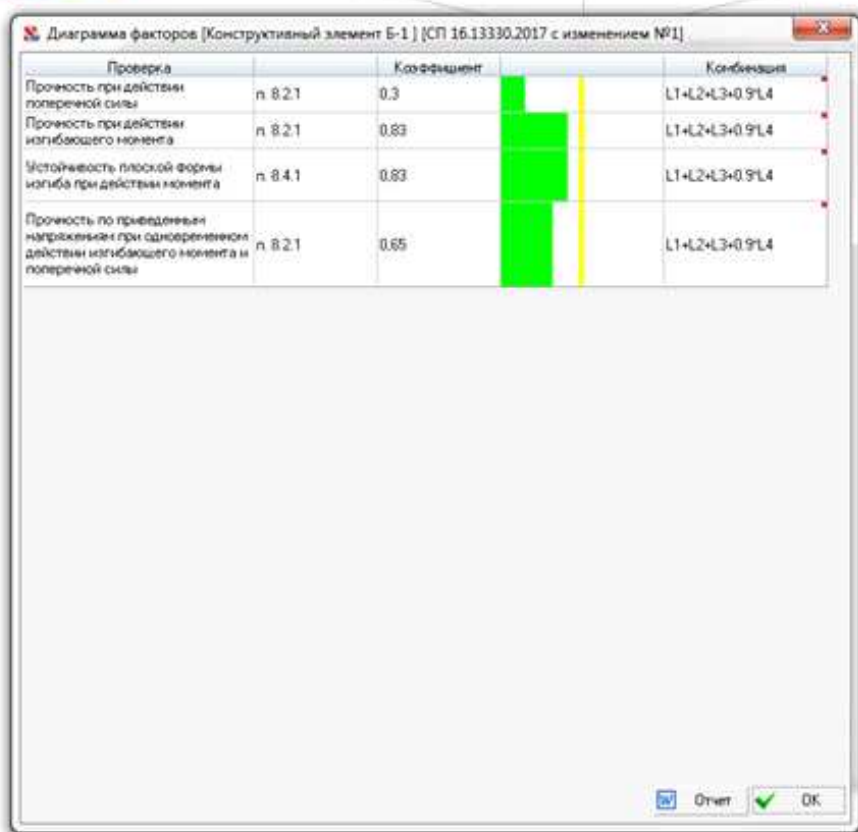 Диаграмма факторов [Конструктивный элемент Б-1 ] [СП 16.13330.2017 с изменением №1]
Проверка Коэффициент Комбинация
Прочность при действии
поперечной силы
п. 8.2.1 0.3 L1+L2+L3+0.9*L4
Прочность при действии
изгибающего момента
п. 8.2.1 0.83 L1+L2+L3+0.9*L4
Устойчивость плоской формы
изгиба при действии момента
п. 8.4.1 0.83 L1+L2+L3+0.9*L4
Прочность по приведенным
напряжениям при одновременном
действии изгибающего момента и
поперечной силы
п. 8.2.1 0.65 L1+L2+L3+0.9*L4
Отчет OK